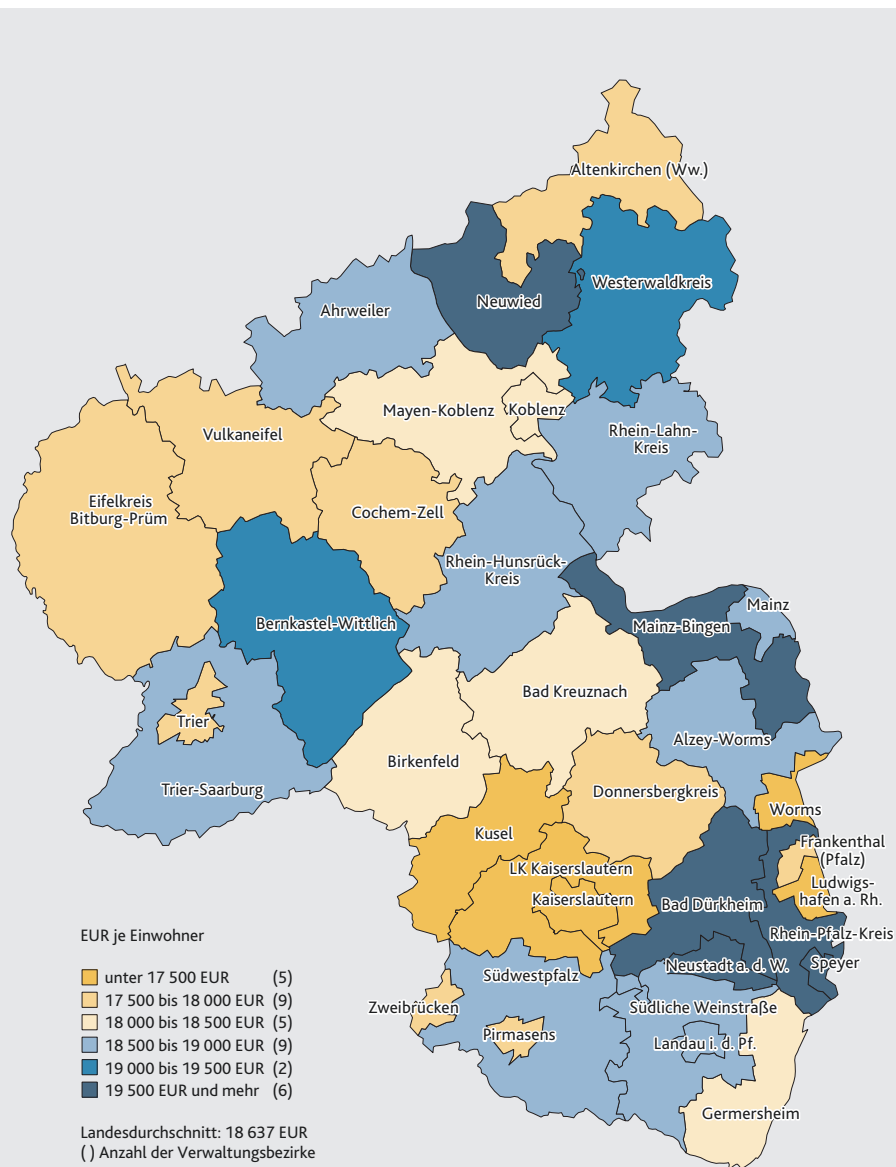 Altenkirchen (Ww.)
Westerwaldkreis
Neuwied
Ahrweiler
Mayen-Koblenz
Koblenz
Rhein-Lahn-
Kreis
Vulkaneifel
Eifelkreis
Bitburg-Prüm
Cochem-Zell
Rhein-Hunsrück-
Kreis
Mainz
Mainz-Bingen
Bernkastel-Wittlich
Bad Kreuznach
Trier
Alzey-Worms
Birkenfeld
Trier-Saarburg
Donnersbergkreis
Worms
Kusel
Frankenthal
(Pfalz)
LK Kaiserslautern
Ludwigs-
hafen a. Rh.
Kaiserslautern
Bad Dürkheim
Rhein-Pfalz-Kreis
Neustadt a. d. W.
Speyer
Südwestpfalz
Zweibrücken
Südliche Weinstraße
Pirmasens
Landau i. d. Pf.
Germersheim
EUR je Einwohner
unter 17 500 EUR (5)
17 500 bis 18 000 EUR (9)
18 000 bis 18 500 EUR (5)
18 500 bis 19 000 EUR (9)
19 000 bis 19 500 EUR (2)
19 500 EUR und mehr (6)
Landesdurchschnitt: 18 637 EUR
( ) Anzahl der Verwaltungsbezirke